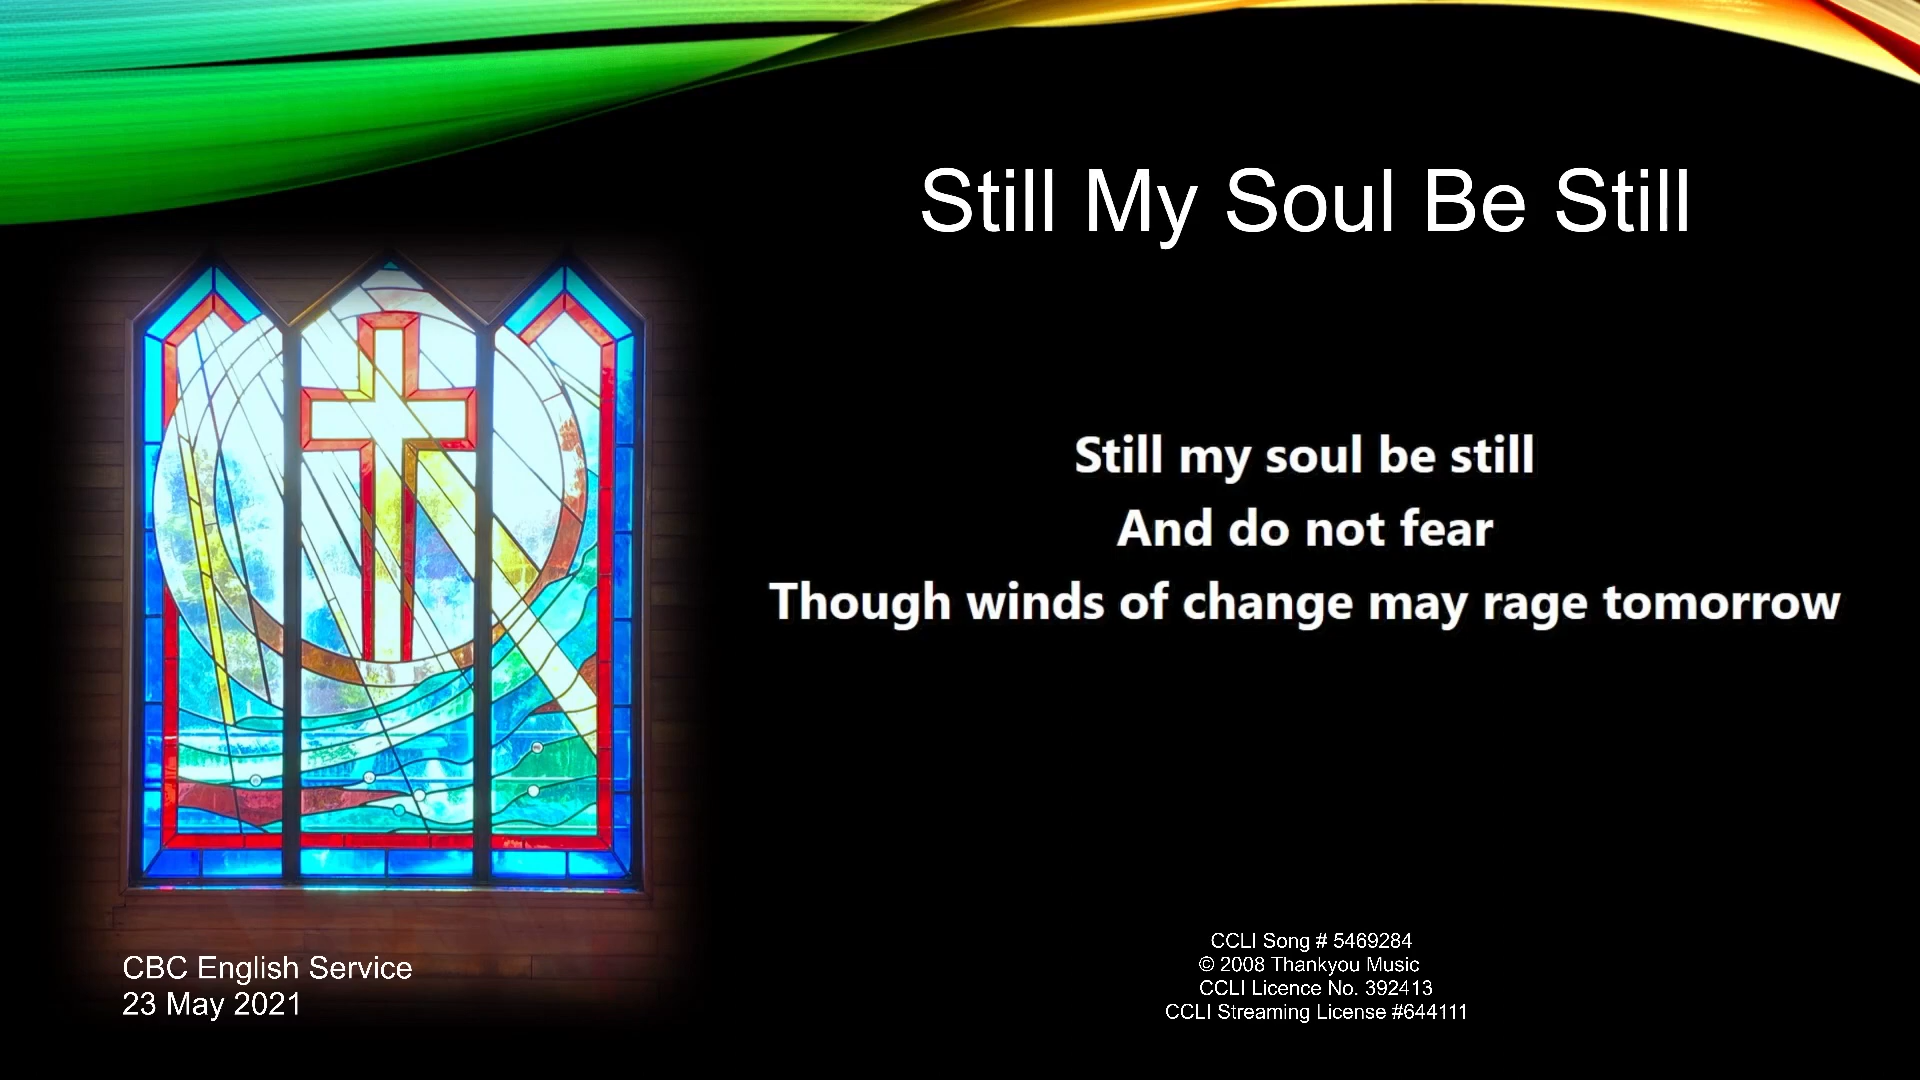 Still My Soul Be Still
Still my soul be still
And do not fear
Though winds of change may rage tomorrow
CBC English Service
23 May 2021
CCLI Song # 5469284
© 2008 Thankyou Music
CCLI Licence No. 392413
CCLI Streaming License #644111